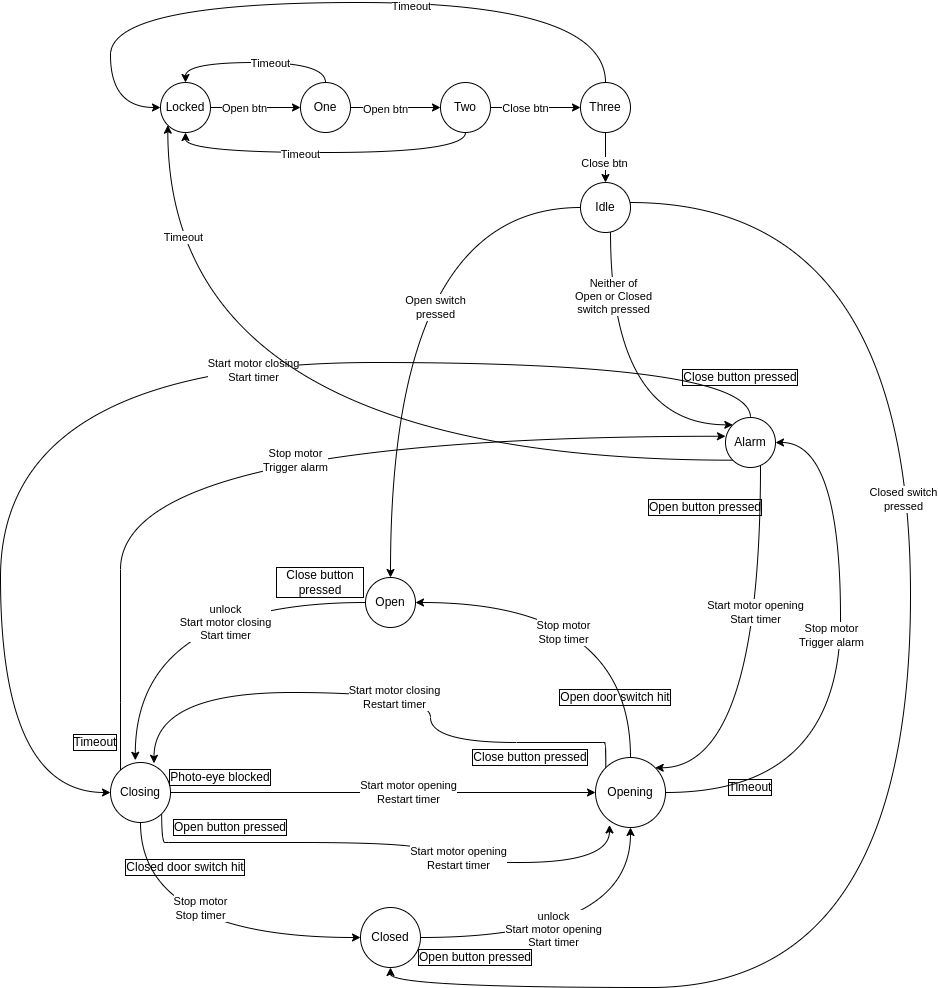 Timeout
Timeout
Locked
Open btn
One
Open btn
Two
Close btn
Three
Timeout
Close btn
Idle
Timeout
Neither of
Open or Closed
switch pressed
Open switch
pressed
Start motor closing
Start timer
Close button pressed
Alarm
Stop motor
Trigger alarm
Closed switch
pressed
Open button pressed
Close button
pressed
Open
unlock
Start motor closing
Start timer
Start motor opening
Start timer
Stop motor
Stop timer
Stop motor
Trigger alarm
Start motor closing
Restart timer
Open door switch hit
Timeout
Close button pressed
Photo-eye blocked
Closing
Start motor opening
Restart timer
Opening
Timeout
Open button pressed
Start motor opening
Restart timer
Closed door switch hit
Stop motor
Stop timer
Closed
unlock
Start motor opening
Start timer
Open button pressed